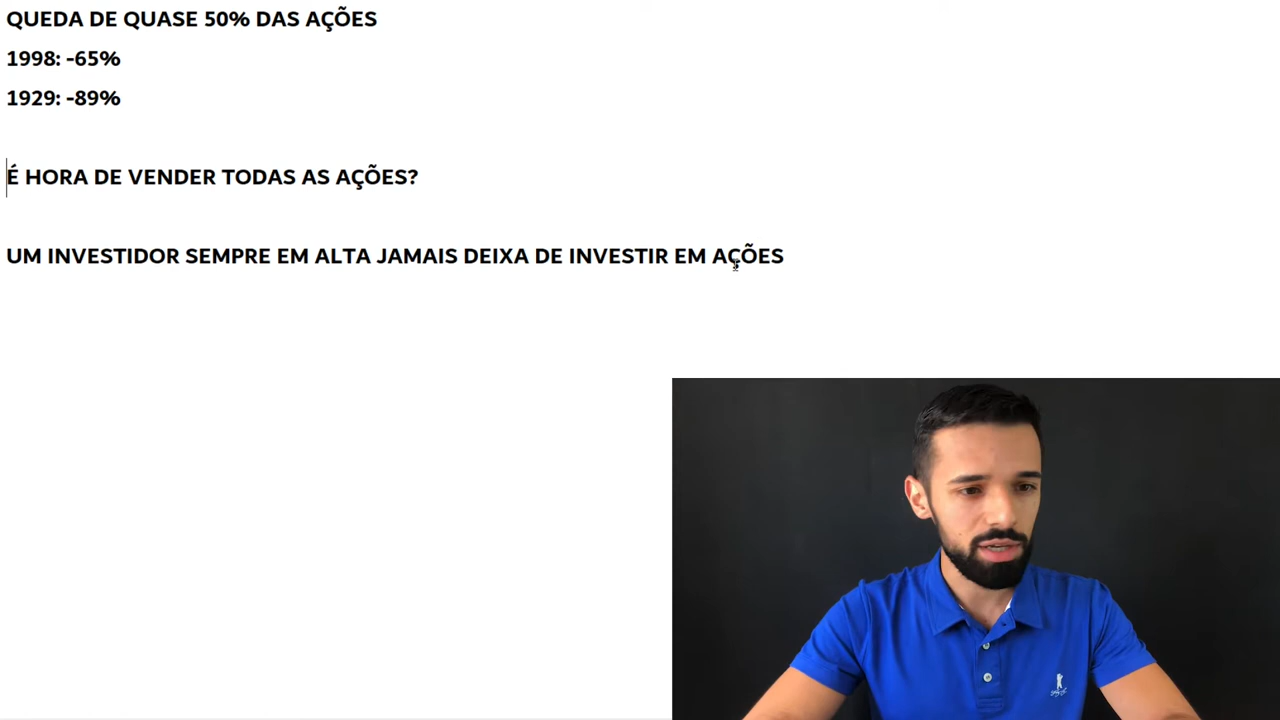 QUEDA DE QUASE 50% DAS AÇÕES
1998: -65%
1929: -89%
É HORA DE VENDER TODAS AS AÇÕES?
UM INVESTIDOR SEMPRE EM ALTA JAMAIS DEIXA DE INVESTIR EM AÇÕES